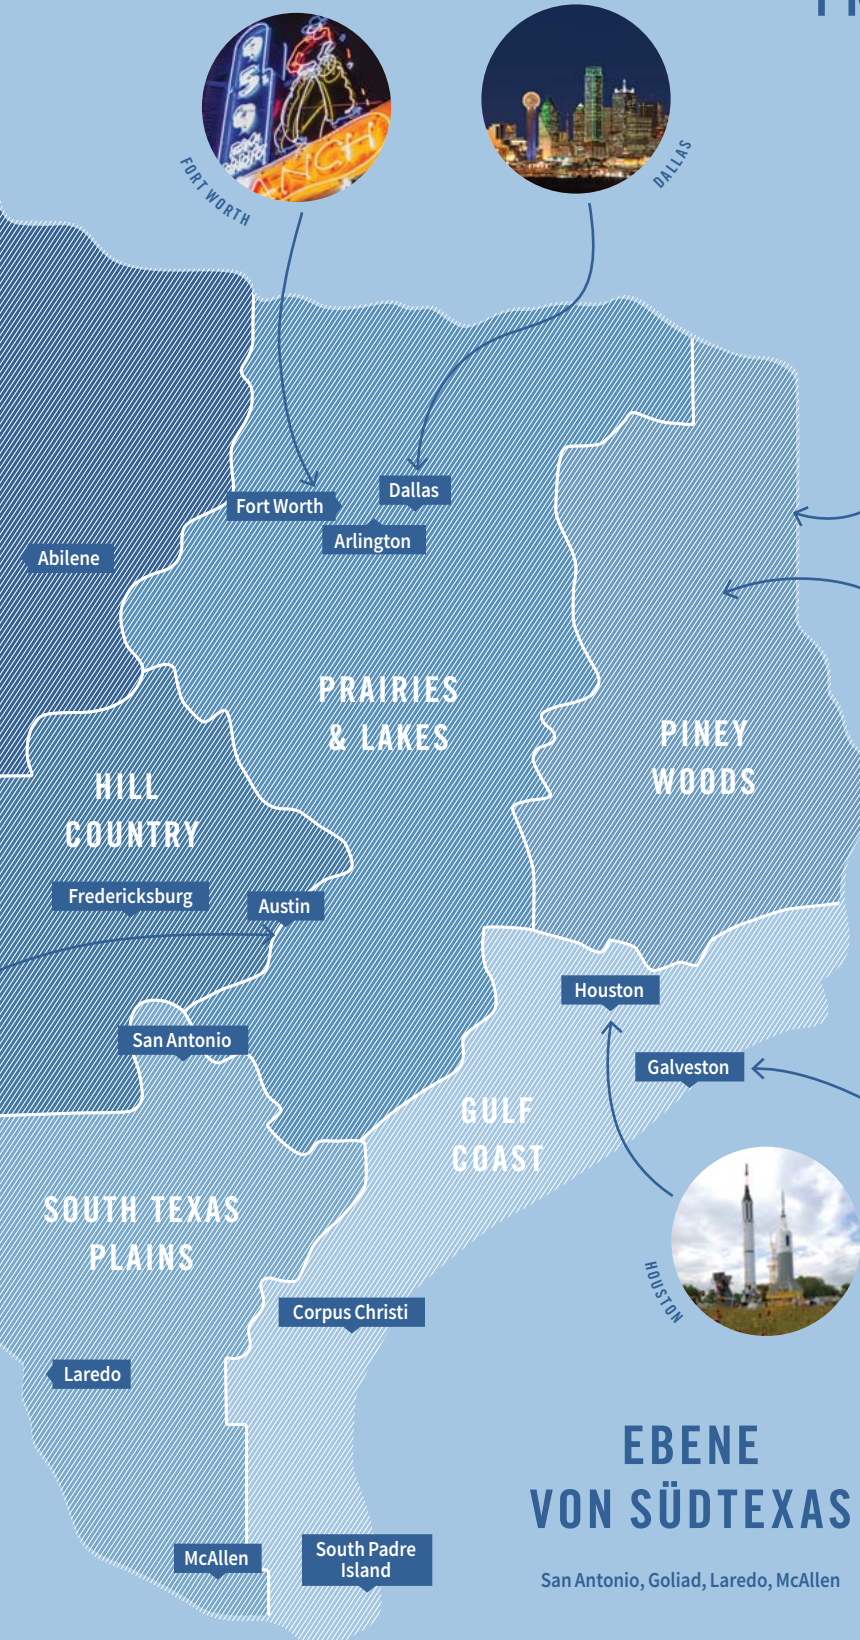 ANCH
FORT WORTH
DALLAS
Fort Worth
Dallas
Arlington
Abilene
PRAIRIES
& LAKES
PINEY
WOODS
HILL
COUNTRY
Fredericksburg
Austin
San Antonio
Houston
Galveston
GULF
COAST
SOUTH TEXAS
PLAINS
HOUSTON
Corpus Christi
Laredo
McAllen
South Padre
Island
EBENE
VON SÜDTEXAS
San Antonio, Goliad, Laredo, McAllen